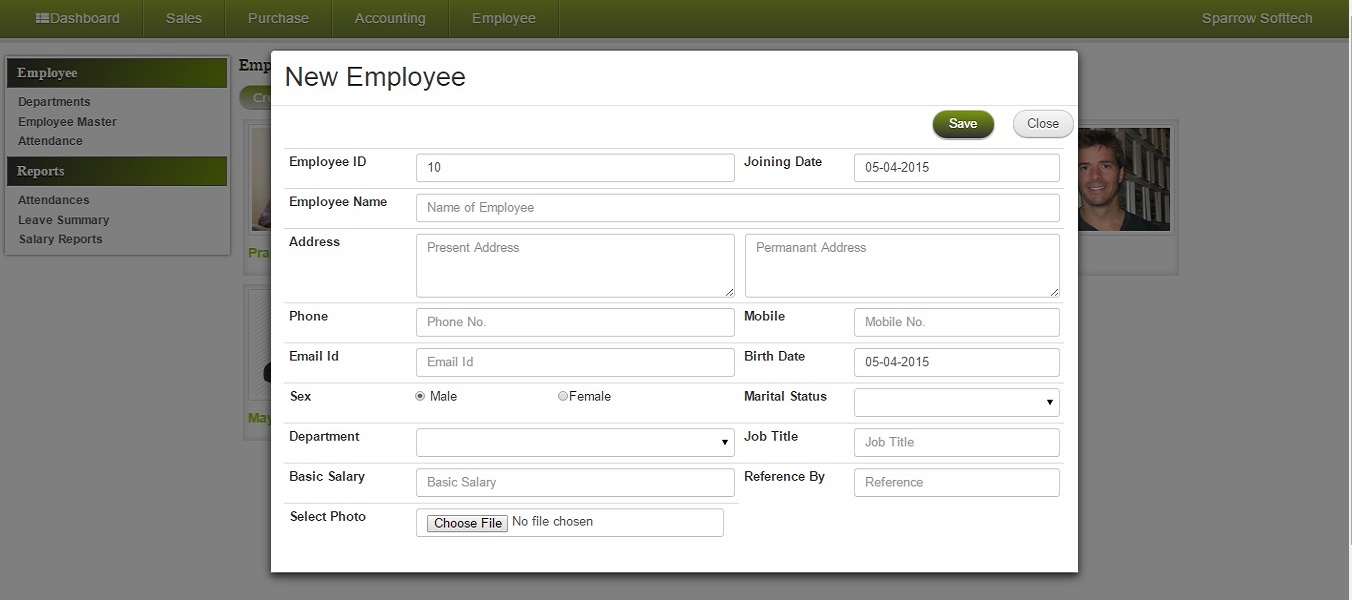 Dashboard Sales Purchase Accounting Employee Sparrow Softtech
Employee
Departments
Employee Master
Attendance
Reports
Attendances
Leave Summary
Salary Reports
New Employee
Save Close
Employee ID 10 Joining Date 05-04-2015
Employee Name Name of Employee
Address Present Address Permanant Address
Phone Phone No. Mobile Mobile No.
Email Id Email Id Birth Date 05-04-2015
Sex Male Female Marital Status
Department Job Title Job Title
Basic Salary Basic Salary Reference By Reference
Select Photo Choose File No file chosen